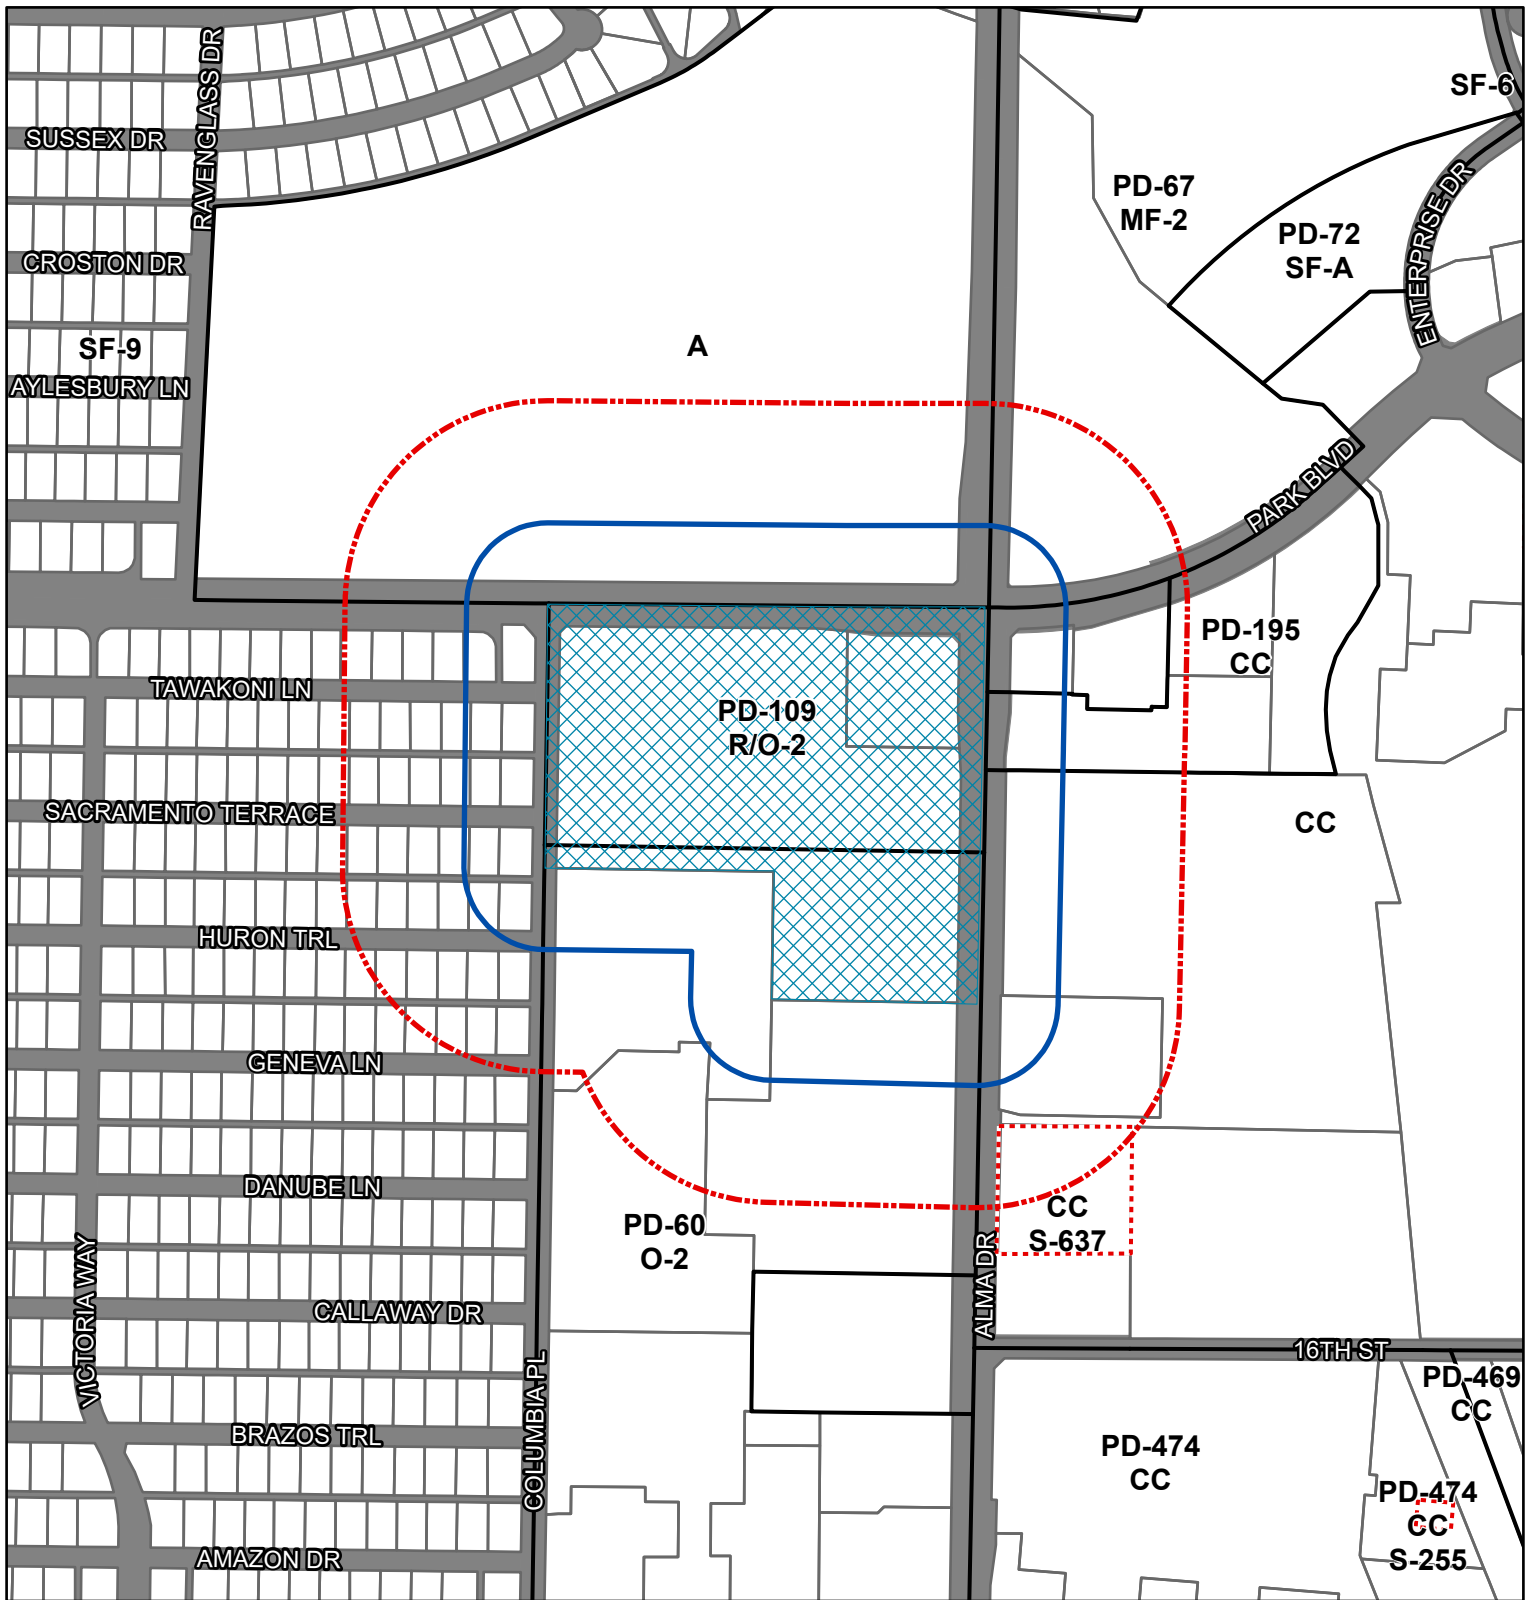 RAVENGLASS DR
SUSSEX DR
SF-6
PD-67
MF-2
PD-72
SF-A
ENTERPRISE DR
CROSTON DR
SF-9
A
AYLESBURY LN
PARK BLVD
PD-195
CC
TAWAKONI LN
PD-109
R/O-2
SACRAMENTO TERRACE
CC
HURON TRL
GENEVA LN
DANUBE LN
CC
S-637
PD-60
O-2
ALMA DR
VICTORIA WAY
CALLAWAY DR
16TH ST
COLUMBIA PL
PD-469
CC
BRAZOS TRL
PD-474
CC
PD-474
CC
S-255
AMAZON DR